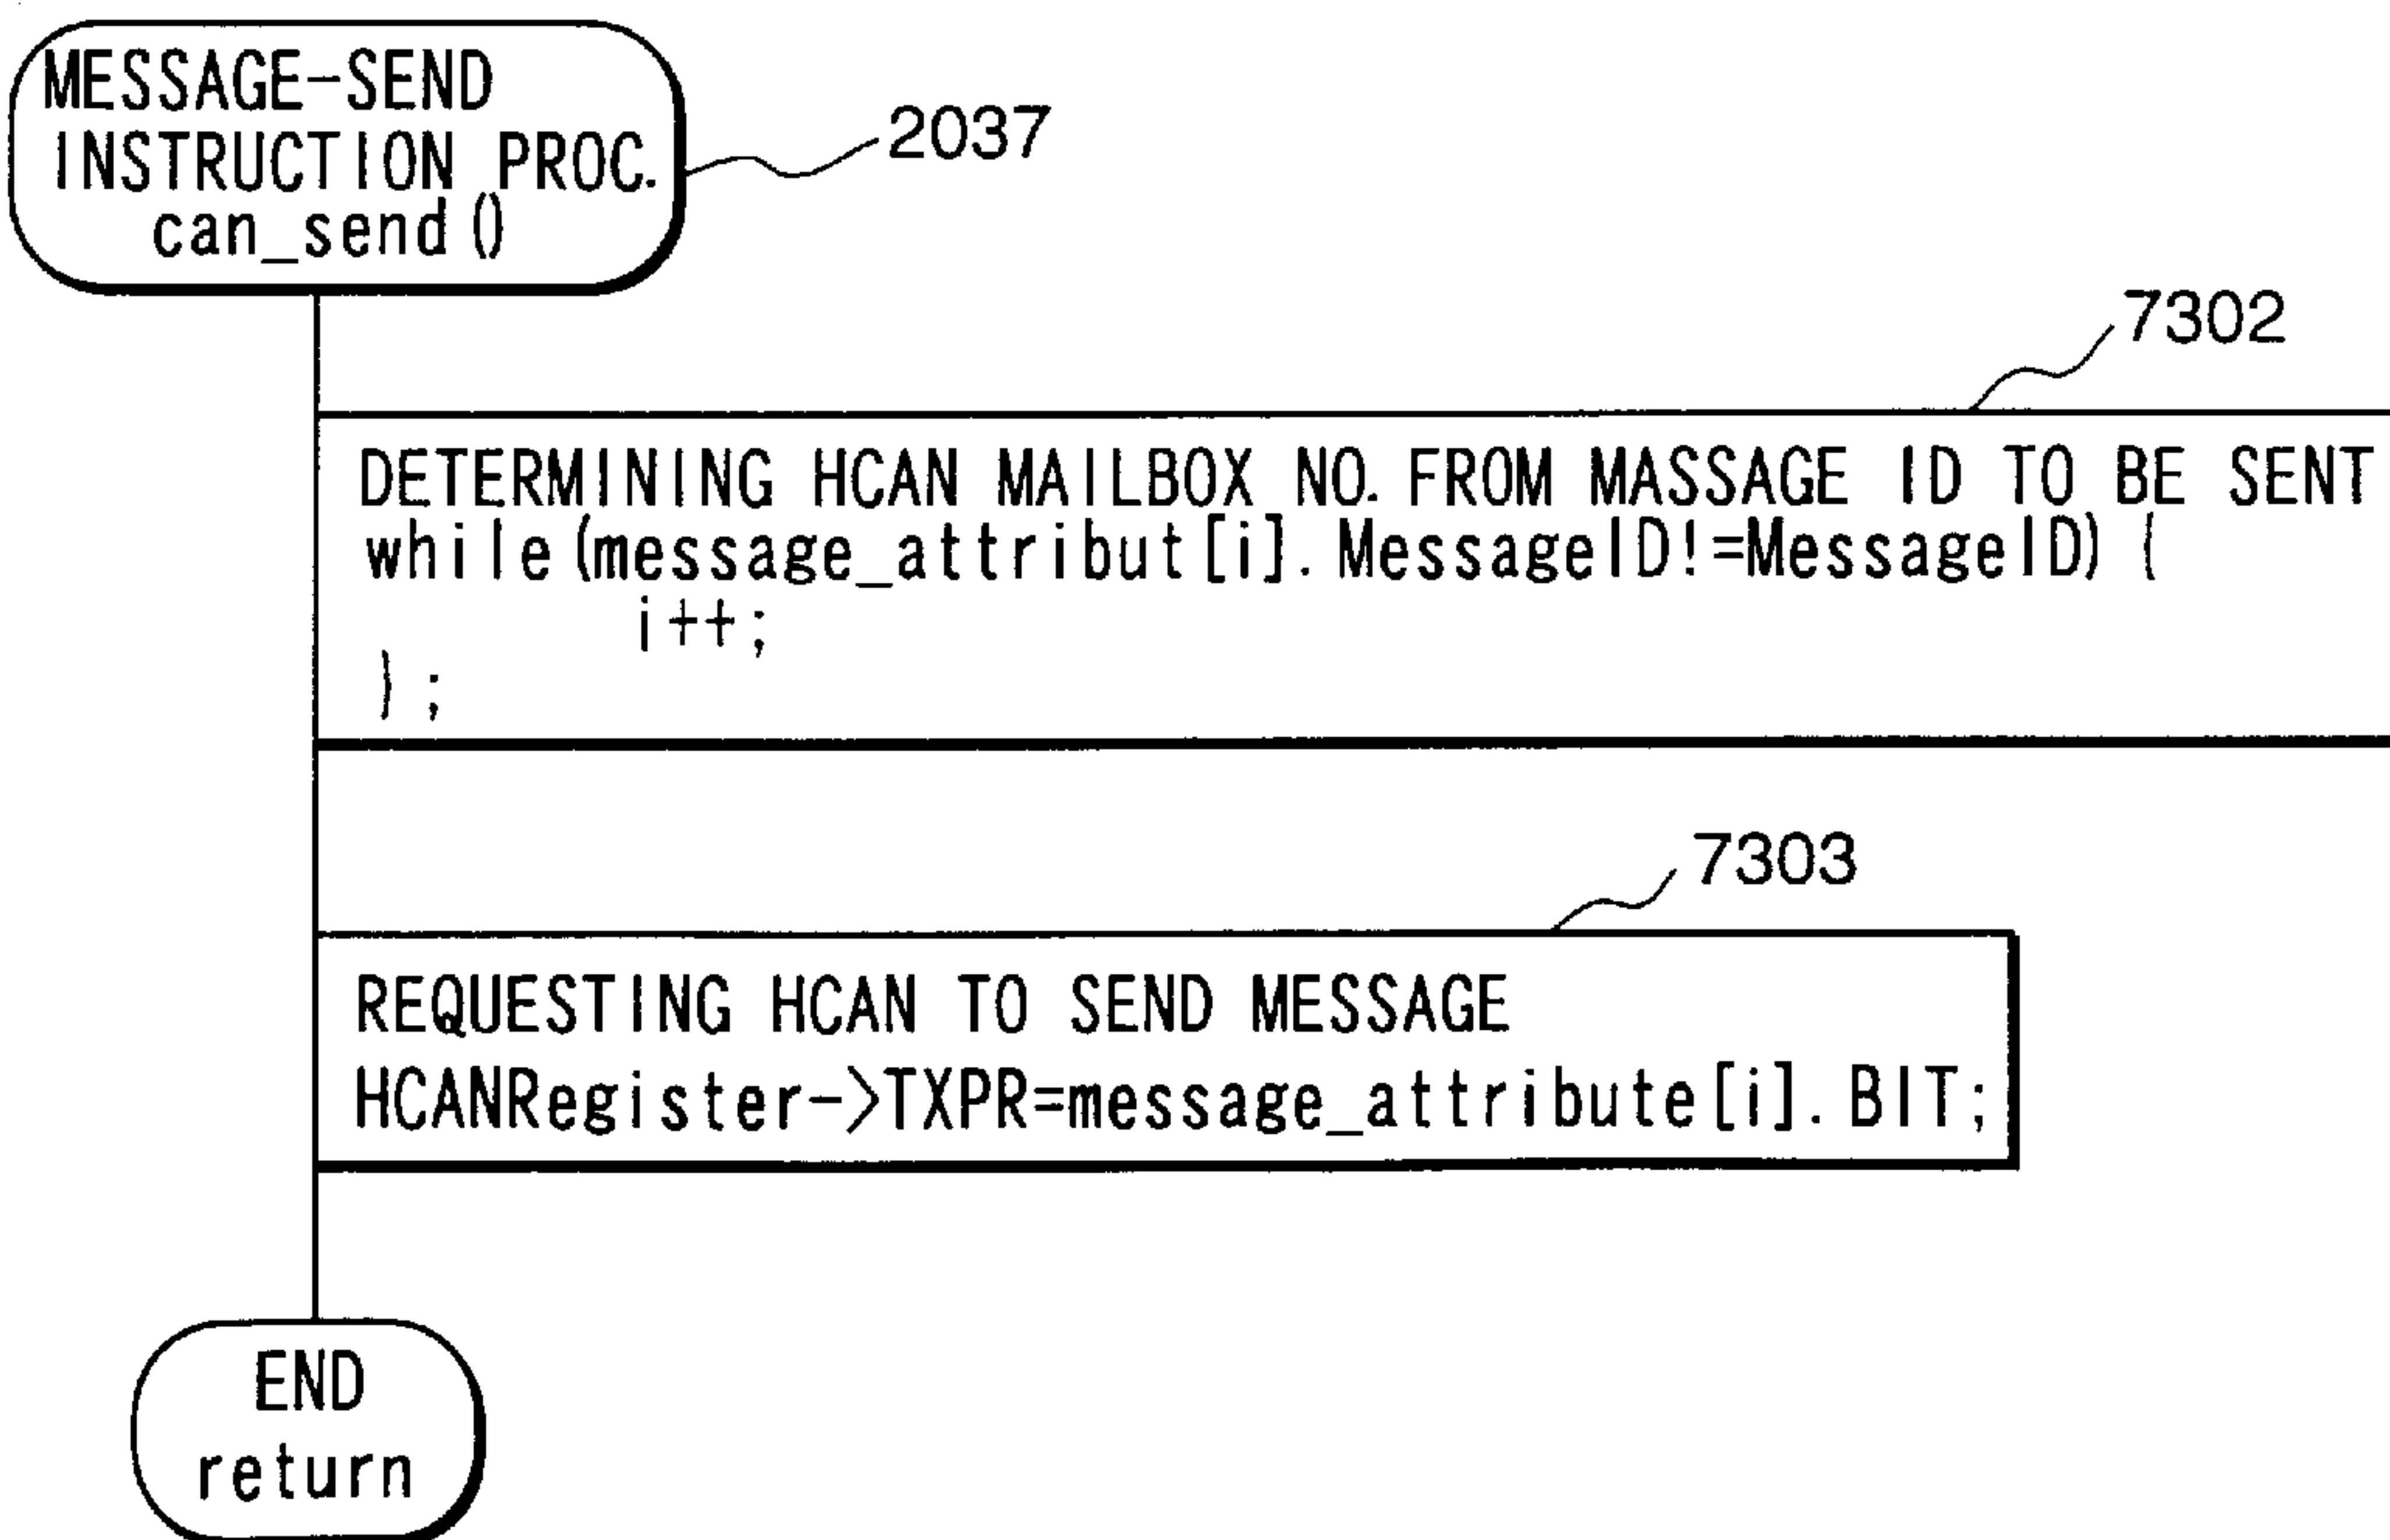 MESSAGE-SEND
INSTRUCTION PROC.
can_send()
2037
7302
DETERMINING HCAN MAILBOX NO. FROM MASSAGE ID TO BE SENT
while(message_attribut[i].MessageID!=MessageID) {
i++;
};
7303
REQUESTING HCAN TO SEND MESSAGE
HCANRegister->TXPR=message_attribute[i].BIT;
END
return